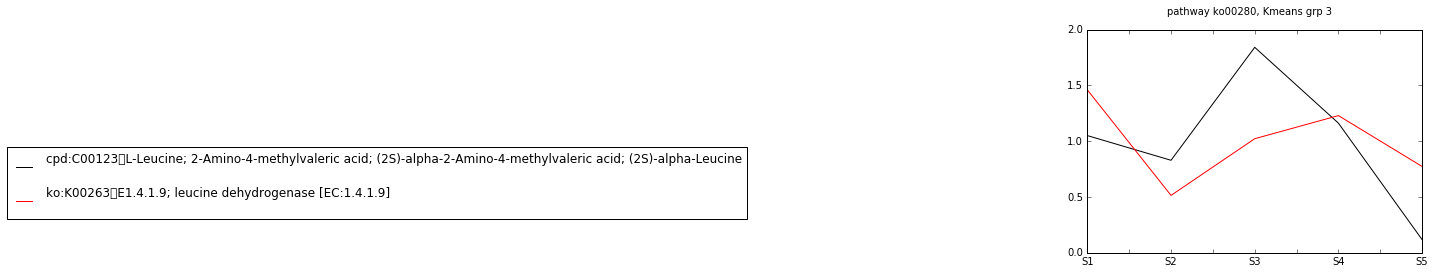 pathway ko00280, Kmeans grp 3
2.0
1.5
1.0
0.5
0.0
S1 S2 S3 S4 S5
cpd:C00123▯L-Leucine; 2-Amino-4-methylvaleric acid; (2S)-alpha-2-Amino-4-methylvaleric acid; (2S)-alpha-Leucine
ko:K00263▯E1.4.1.9; leucine dehydrogenase [EC:1.4.1.9]